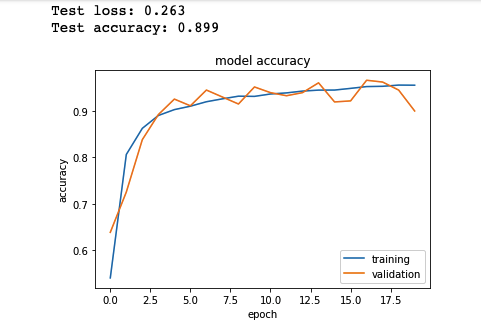 Test loss: 0.263
Test accuracy: 0.899
model accuracy
accuracy
0.9
0.8
0.7
0.6
training
validation
0.0 2.5 5.0 7.5 10.0 12.5 15.0 17.5
epoch